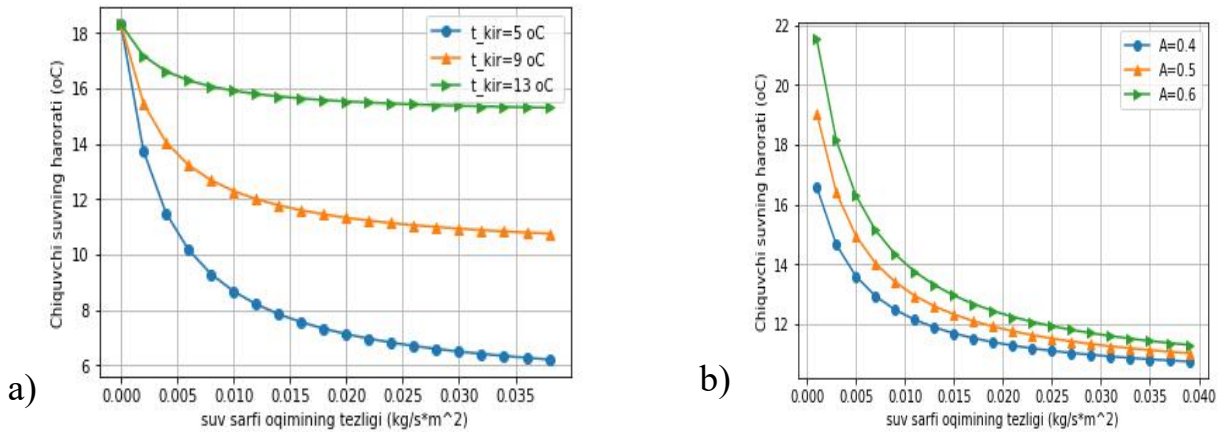 18
16
14
12
10
8
6
Chiquvchi suvning harorati (oC)
t_kir=5 oC
t_kir=9 oC
t_kir=13 oC
0.000 0.005 0.010 0.015 0.020 0.025 0.030 0.035
suv sarfi oqimining tezligi (kg/s*m^2)
a)
22
20
18
16
14
12
Chiquvchi suvning harorati (oC)
A=0.4
A=0.5
A=0.6
0.000 0.005 0.010 0.015 0.020 0.025 0.030 0.035 0.040
suv sarfi oqimining tezligi (kg/s*m^2)
b)